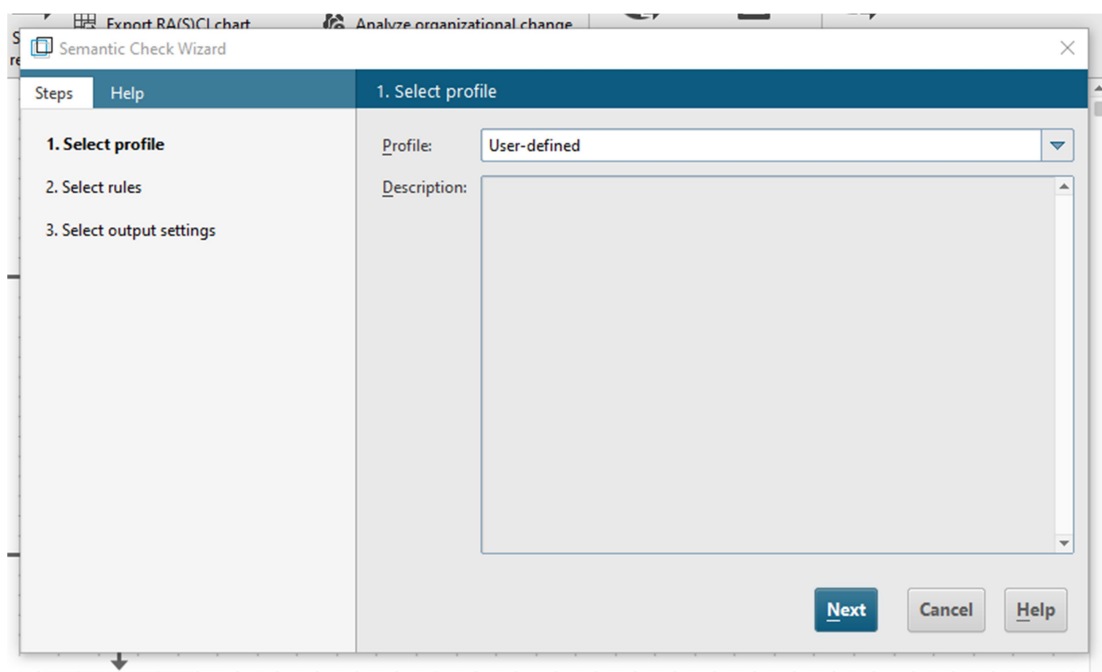 Export RA(S)CI chart
Analyze organizational change
S
re
Semantic Check Wizard
Steps
Help
1. Select profile
2. Select rules
3. Select output settings
1. Select profile
Profile:
User-defined
Description:
Next
Cancel
Help